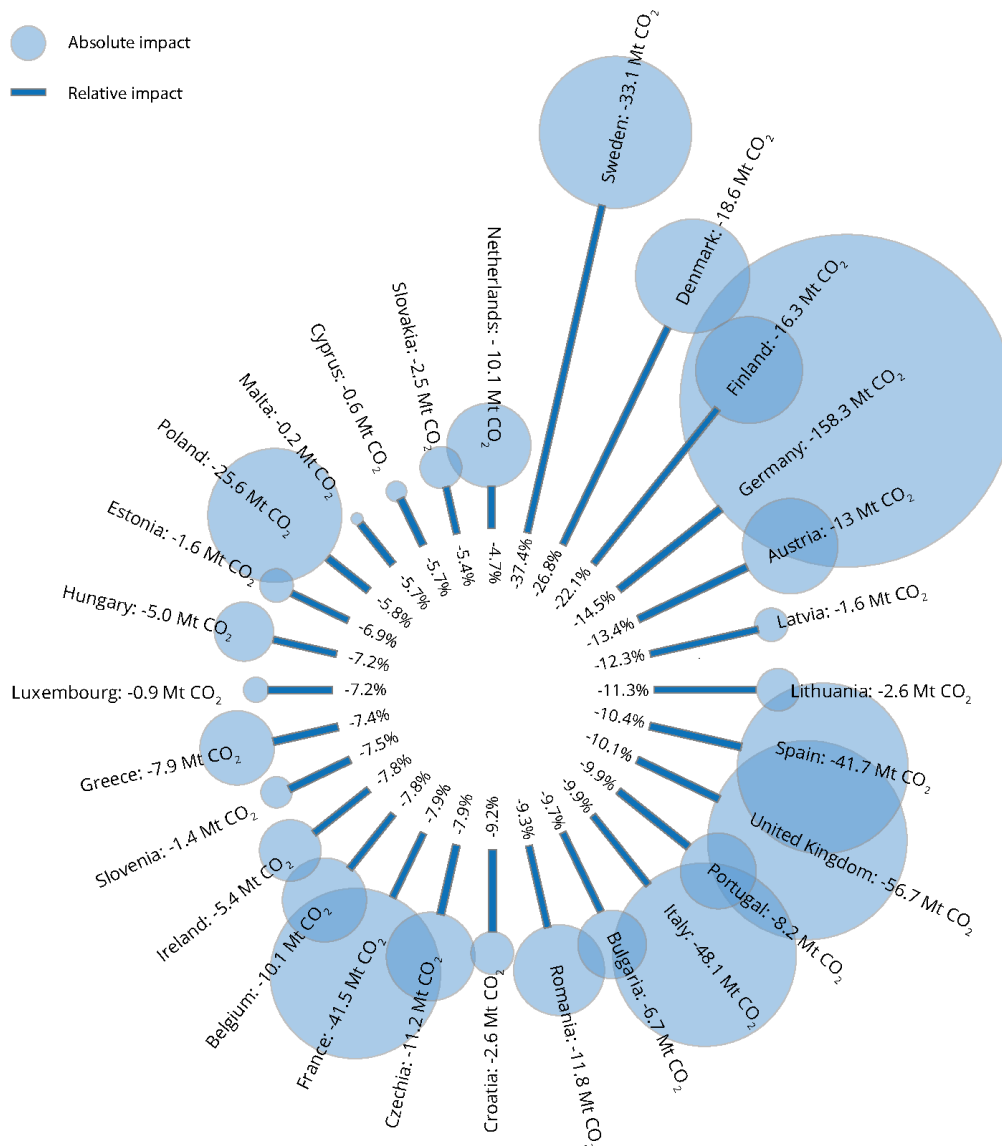 Absolute impact
Relative impact
Sweden: -33.1 Mt CO₂
-37.4%
Denmark: -18.6 Mt CO₂
-26.8%
Finland: -16.3 Mt CO₂
-22.1%
Germany: -158.3 Mt CO₂
-14.5%
Austria: -13 Mt CO₂
-13.4%
Latvia: -1.6 Mt CO₂
-12.3%
Lithuania: -2.6 Mt CO₂
-11.3%
Spain: -41.7 Mt CO₂
-10.4%
United Kingdom: -56.7 Mt CO₂
-10.1%
Portugal: -8.2 Mt CO₂
-9.9%
Italy: -48.1 Mt CO₂
-9.9%
Bulgaria: -6.7 Mt CO₂
-9.7%
Romania: -11.8 Mt CO₂
-9.3%
Croatia: -2.6 Mt CO₂
-9.2%
Czechia: -11.2 Mt CO₂
-7.9%
France: -41.5 Mt CO₂
-7.9%
Belgium: -10.1 Mt CO₂
-7.8%
Ireland: -5.4 Mt CO₂
-7.8%
Slovenia: -1.4 Mt CO₂
-7.5%
Greece: -7.9 Mt CO₂
-7.4%
Luxembourg: -0.9 Mt CO₂
-7.2%
Hungary: -5.0 Mt CO₂
-7.2%
Estonia: -1.6 Mt CO₂
-6.9%
Poland: -25.6 Mt CO₂
-5.8%
Malta: -0.2 Mt CO₂
-5.7%
Cyprus: -0.6 Mt CO₂
-5.7%
Slovakia: -2.5 Mt CO₂
-5.4%
Netherlands: - 10.1 Mt CO₂
-4.7%